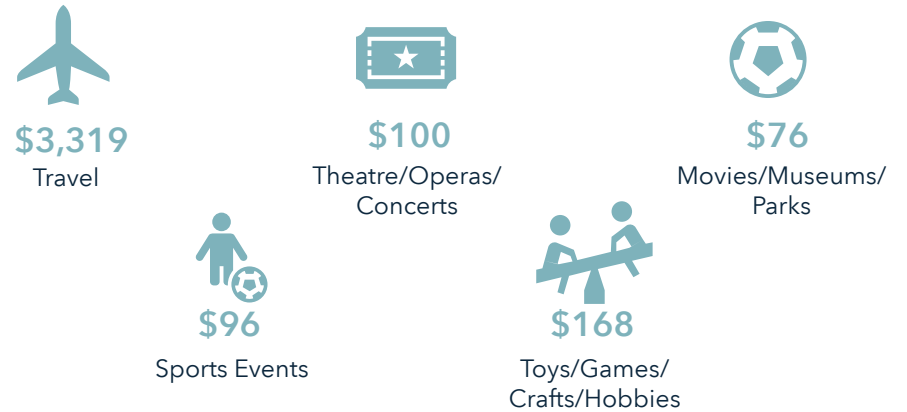 $3,319
Travel
$100
Theatre/Operas/
Concerts
$76
Movies/Museums/
Parks
$96
Sports Events
$168
Toys/Games/
Crafts/Hobbies